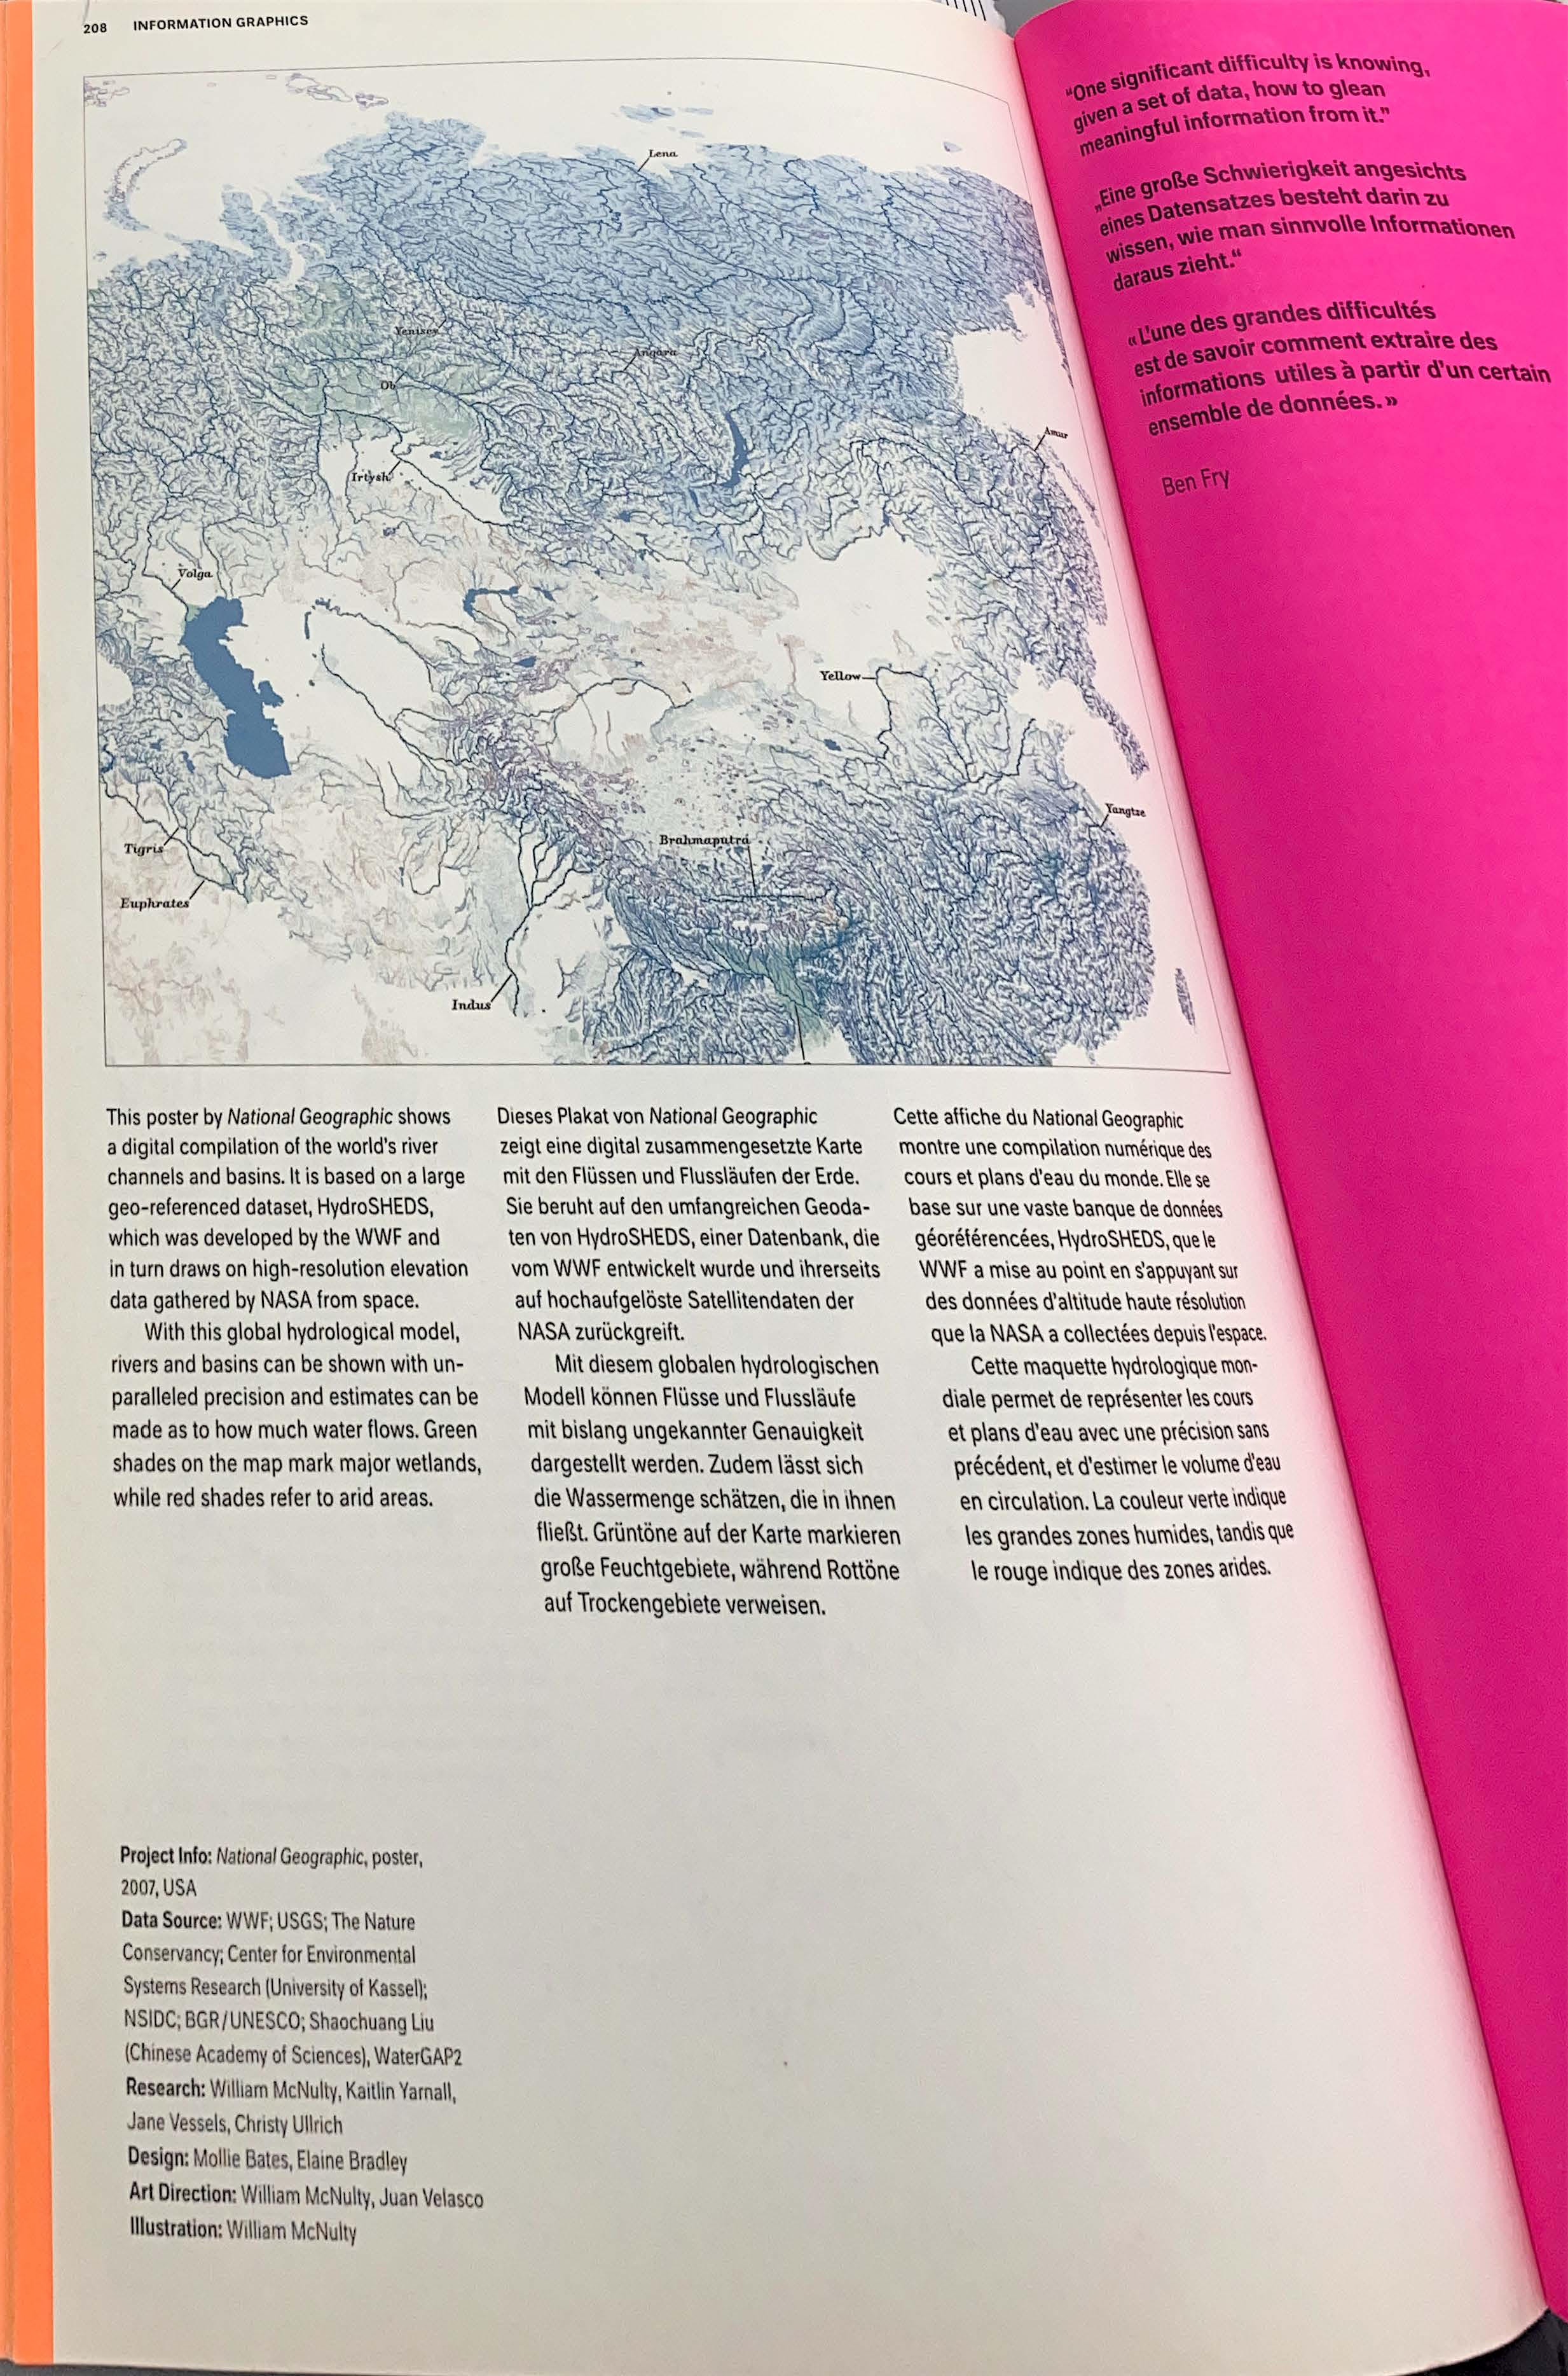 208 INFORMATION GRAPHICS
Lena
Yenisey
Angara
Ob
Amur
Irtysh
Volga
Yellow
Yangtze
Tigris
Brahmaputra
Euphrates
Indus
This poster by National Geographic shows
a digital compilation of the world's river
channels and basins. It is based on a large
geo-referenced dataset, HydroSHEDS,
which was developed by the WWF and
in turn draws on high-resolution elevation
data gathered by NASA from space.
With this global hydrological model,
rivers and basins can be shown with un-
paralleled precision and estimates can be
made as to how much water flows. Green
shades on the map mark major wetlands,
while red shades refer to arid areas.
Dieses Plakat von National Geographic
zeigt eine digital zusammengesetzte Karte
mit den Flüssen und Flussläufen der Erde.
Sie beruht auf den umfangreichen Geoda-
ten von HydroSHEDS, einer Datenbank, die
vom WWF entwickelt wurde und ihrerseits
auf hochaufgelöste Satellitendaten der
NASA zurückgreift.
Mit diesem globalen hydrologischen
Modell können Flüsse und Flussläufe
mit bislang ungekannter Genauigkeit
dargestellt werden. Zudem lässt sich
die Wassermenge schätzen, die in ihnen
fließt. Grüntöne auf der Karte markieren
große Feuchtgebiete, während Rottöne
auf Trockengebiete verweisen.
Cette affiche du National Geographic
montre une compilation numérique des
cours et plans d'eau du monde. Elle se
base sur une vaste banque de données
géoréférencées, HydroSHEDS, que le
WWF a mise au point en s'appuyant sur
des données d'altitude haute résolution
que la NASA a collectées depuis l'espace.
Cette maquette hydrologique mon-
diale permet de représenter les cours
et plans d'eau avec une précision sans
précédent, et d'estimer le volume d'eau
en circulation. La couleur verte indique
les grandes zones humides, tandis que
le rouge indique des zones arides.
Project Info: National Geographic, poster,
2007, USA
Data Source: WWF; USGS; The Nature
Conservancy; Center for Environmental
Systems Research (University of Kassel);
NSIDC; BGR/UNESCO; Shaochuang Liu
(Chinese Academy of Sciences), WaterGAP2
Research: William McNulty, Kaitlin Yarnall,
Jane Vessels, Christy Ullrich
Design: Mollie Bates, Elaine Bradley
Art Direction: William McNulty, Juan Velasco
Illustration: William McNulty
"One significant difficulty is knowing,
given a set of data, how to glean
meaningful information from it."
„Eine große Schwierigkeit angesichts
eines Datensatzes besteht darin zu
wissen, wie man sinnvolle Informationen
daraus zieht.“
«L'une des grandes difficultés
est de savoir comment extraire des
informations utiles à partir d'un certain
ensemble de données.»
Ben Fry